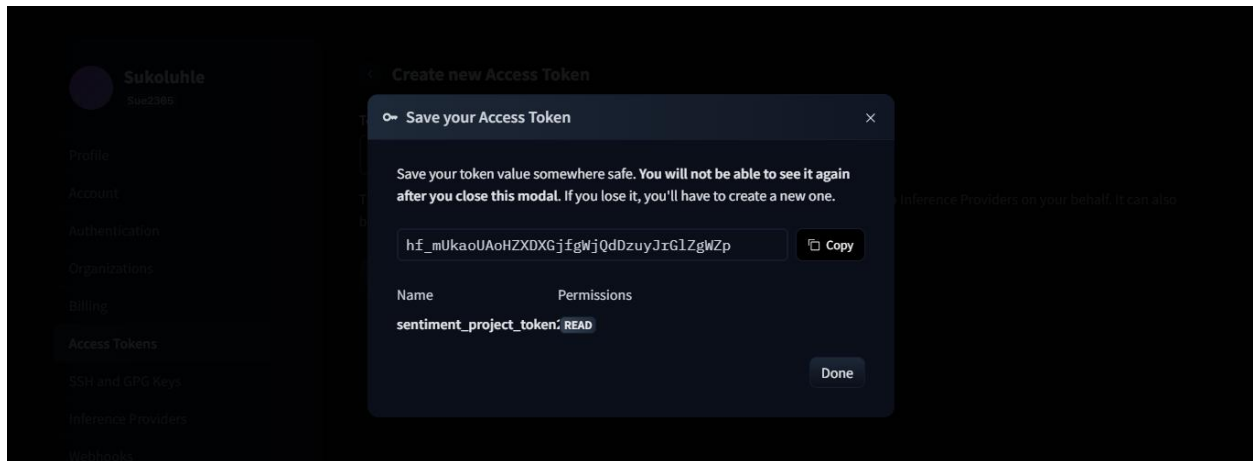 Sukoluhle
Sue2366
Profile
Account
Authentication
Organizations
Billing
Access Tokens
SSH and GPG Keys
Inference Providers
Webhooks
Create new Access Token
Save your Access Token
Save your token value somewhere safe. You will not be able to see it again
after you close this modal. If you lose it, you'll have to create a new one.
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
Copy
Name Permissions
sentiment_project_token2 READ
Done
Inference Providers on your behalf. It can also